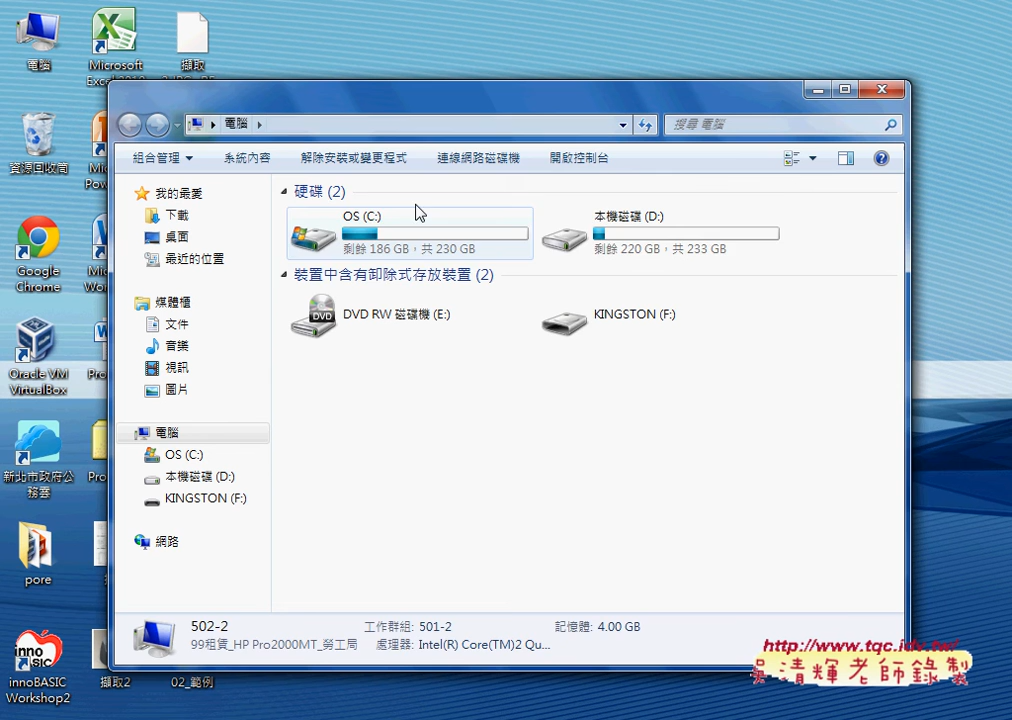 電腦
Microsoft
擷取
資源回收筒
Google
Chrome
Oracle VM
VirtualBox
新北市政府公
務雲
pore
innoBASIC
Workshop2
擷取2
02_範例
電腦
搜尋 電腦
組合管理
系統內容
解除安裝或變更程式
連線網路磁碟機
開啟控制台
我的最愛
下載
桌面
最近的位置
媒體櫃
文件
音樂
視訊
圖片
電腦
OS (C:)
本機磁碟 (D:)
KINGSTON (F:)
網路
硬碟 (2)
OS (C:)
剩餘 186 GB，共 230 GB
本機磁碟 (D:)
剩餘 220 GB，共 233 GB
裝置中含有卸除式存放裝置 (2)
DVD RW 磁碟機 (E:)
DVD
KINGSTON (F:)
502-2
工作群組: 501-2
記憶體: 4.00 GB
99租賃_HP Pro2000MT_勞工局
處理器: Intel(R) Core(TM)2 Qu...
http://www.tqc.idv.tw/
吳清輝老師錄製